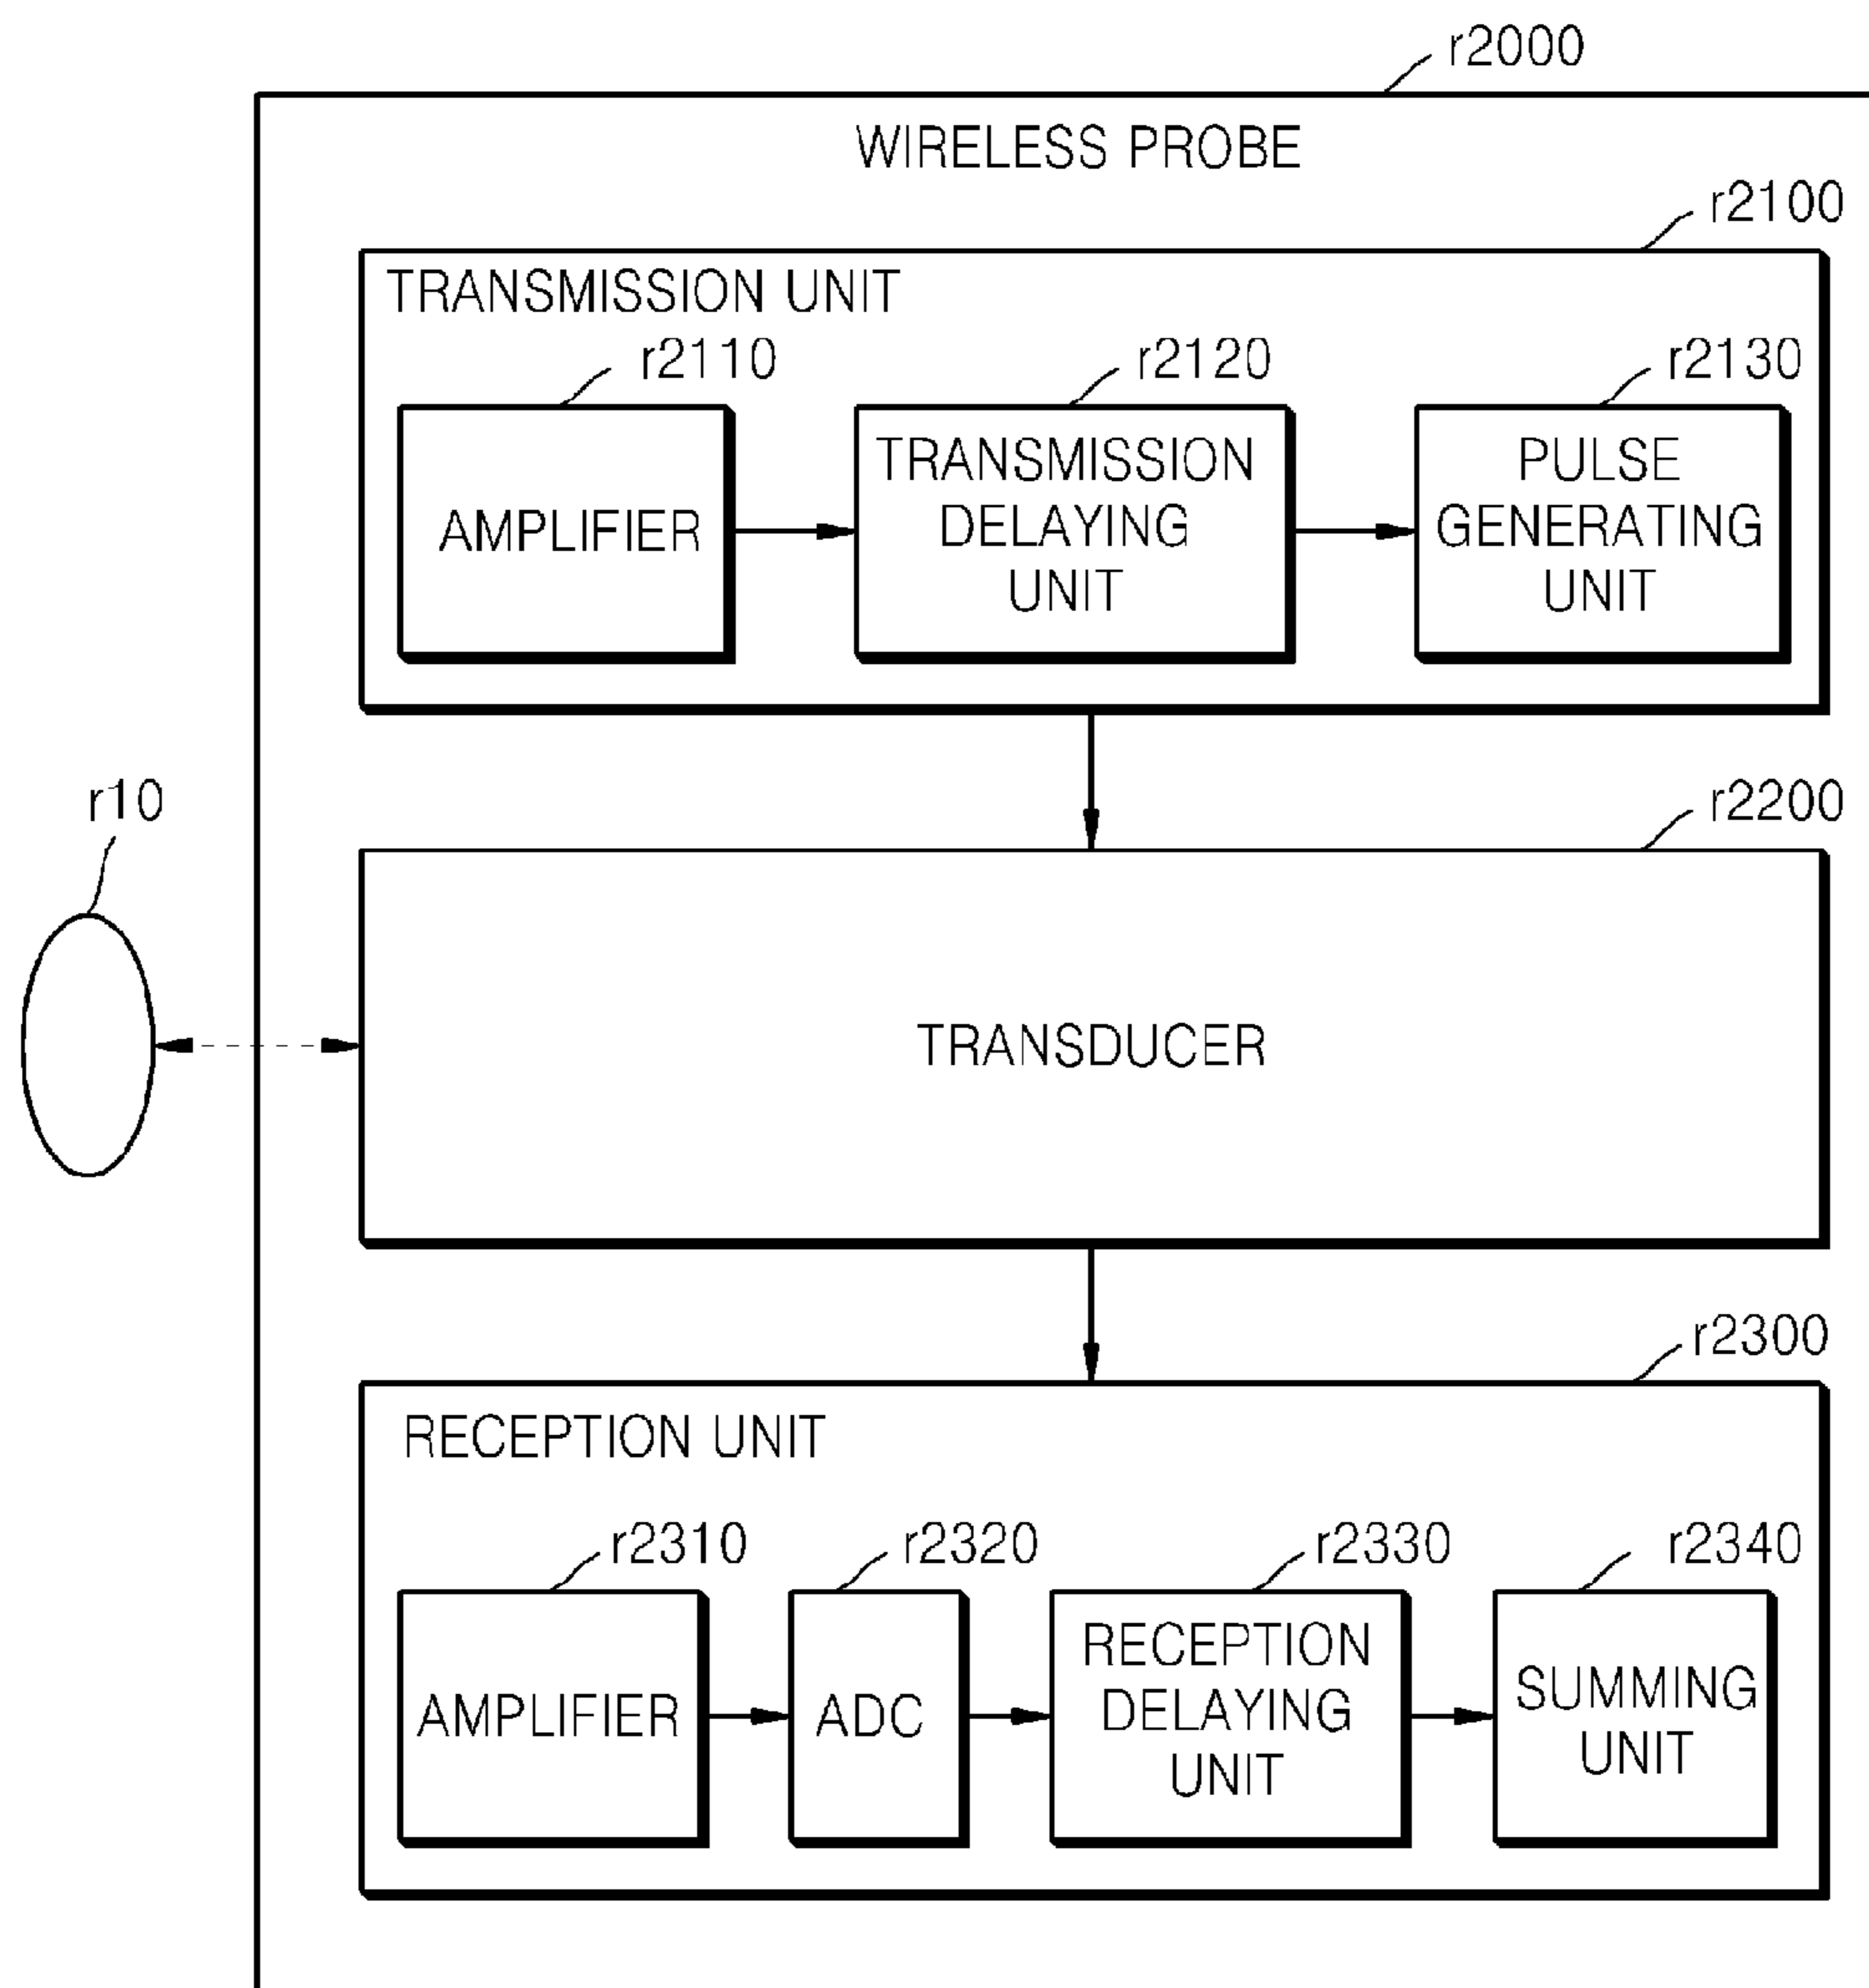 r2000
WIRELESS PROBE
r2100
TRANSMISSION UNIT
r2110
r2120
r2130
AMPLIFIER
TRANSMISSION
DELAYING
UNIT
PULSE
GENERATING
UNIT
r10
r2200
TRANSDUCER
r2300
RECEPTION UNIT
r2310
r2320
r2330
r2340
AMPLIFIER
ADC
RECEPTION
DELAYING
UNIT
SUMMING
UNIT